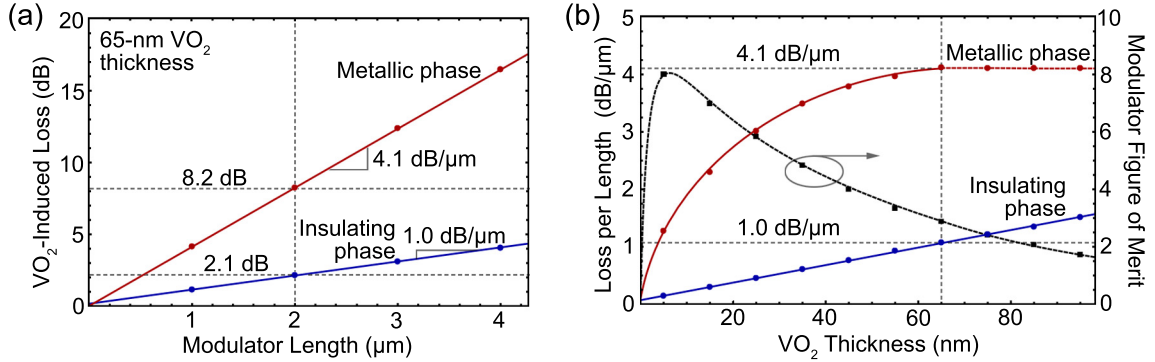 (a)
20
15
10
5
0
VO₂-Induced Loss (dB)
65-nm VO₂
thickness
Metallic phase
4.1 dB/µm
8.2 dB
Insulating
phase
1.0 dB/µm
2.1 dB
1 2 3 4
Modulator Length (µm)
(b)
5
4
3
2
1
0
Loss per Length (dB/µm)
4.1 dB/µm
Metallic phase
Insulating
phase
1.0 dB/µm
20 40 60 80
VO₂ Thickness (nm)
10
8
6
4
2
0
Modulator Figure of Merit